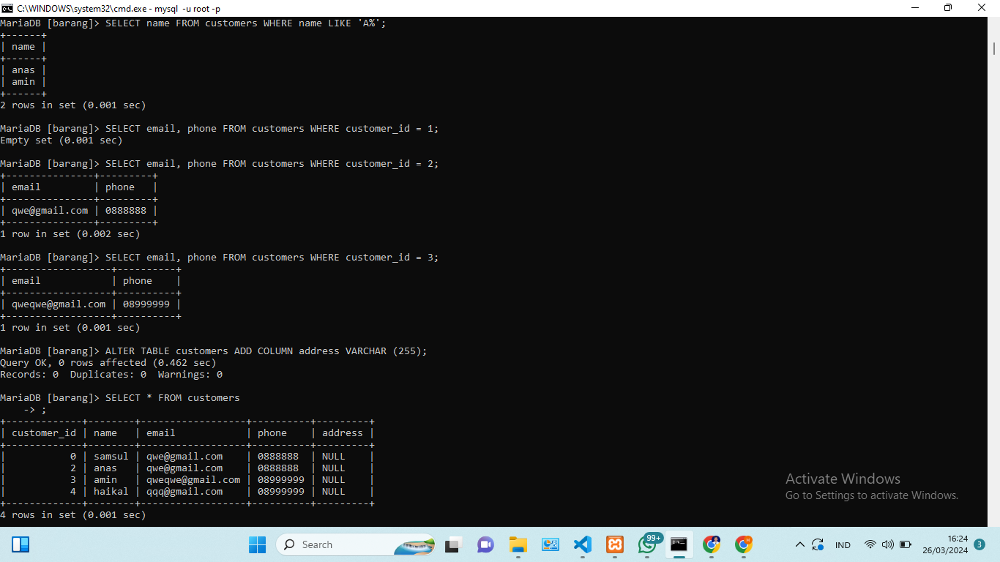 C:\WINDOWS\system32\cmd.exe - mysql -u root -p
MariaDB [barang]> SELECT name FROM customers WHERE name LIKE 'A%';
+------+
| name |
+------+
| anas |
| amin |
+------+
2 rows in set (0.001 sec)
MariaDB [barang]> SELECT email, phone FROM customers WHERE customer_id = 1;
Empty set (0.001 sec)
MariaDB [barang]> SELECT email, phone FROM customers WHERE customer_id = 2;
+---------------+---------+
| email         | phone   |
+---------------+---------+
| qwe@gmail.com | 0888888 |
+---------------+---------+
1 row in set (0.002 sec)
MariaDB [barang]> SELECT email, phone FROM customers WHERE customer_id = 3;
+------------------+----------+
| email            | phone    |
+------------------+----------+
| qweqwe@gmail.com | 08999999 |
+------------------+----------+
1 row in set (0.001 sec)
MariaDB [barang]> ALTER TABLE customers ADD COLUMN address VARCHAR (255);
Query OK, 0 rows affected (0.462 sec)
Records: 0  Duplicates: 0  Warnings: 0
MariaDB [barang]> SELECT * FROM customers
    -> ;
+-------------+--------+------------------+----------+---------+
| customer_id | name   | email            | phone    | address |
+-------------+--------+------------------+----------+---------+
|           0 | samsul | qwe@gmail.com    | 0888888  | NULL    |
|           2 | anas   | qwe@gmail.com    | 0888888  | NULL    |
|           3 | amin   | qweqwe@gmail.com | 08999999 | NULL    |
|           4 | haikal | qqq@gmail.com    | 08999999 | NULL    |
+-------------+--------+------------------+----------+---------+
4 rows in set (0.001 sec)
Activate Windows
Go to Settings to activate Windows.
Search
99+
IND
16:24
26/03/2024
3